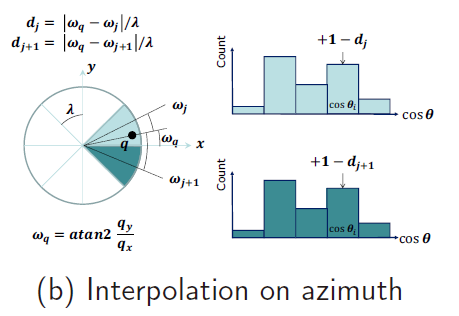 d_j = |ω_q − ω_j|/λ
d_{j+1} = |ω_q − ω_{j+1}|/λ
y
λ
ω_j
q
ω_q
x
ω_{j+1}
ω_q = atan2 q_y/q_x
Count
+1 − d_j
cos θ_i
cos θ
Count
+1 − d_{j+1}
cos θ_i
cos θ
(b) Interpolation on azimuth